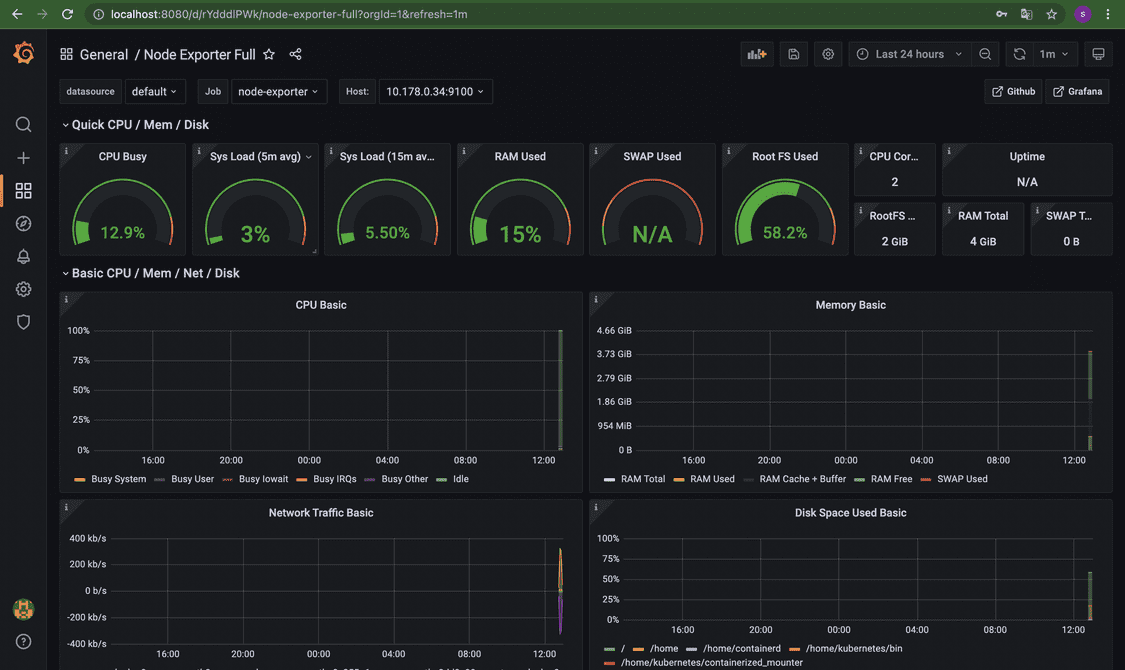 localhost:8080/d/rYdddlPWk/node-exporter-full?orgId=1&refresh=1m
S
General / Node Exporter Full
Last 24 hours
1m
datasource default Job node-exporter Host: 10.178.0.34:9100
Github Grafana
Quick CPU / Mem / Disk
CPU Busy
12.9%
Sys Load (5m avg)
3%
Sys Load (15m av...
5.50%
RAM Used
15%
SWAP Used
N/A
Root FS Used
58.2%
CPU Cor...
2
Uptime
N/A
RootFS ...
2 GiB
RAM Total
4 GiB
SWAP T...
0 B
Basic CPU / Mem / Net / Disk
CPU Basic
100%
75%
50%
25%
0%
16:00 20:00 00:00 04:00 08:00 12:00
Busy System Busy User Busy Iowait Busy IRQs Busy Other Idle
Memory Basic
4.66 GiB
3.73 GiB
2.79 GiB
1.86 GiB
954 MiB
0 B
16:00 20:00 00:00 04:00 08:00 12:00
RAM Total RAM Used RAM Cache + Buffer RAM Free SWAP Used
Network Traffic Basic
400 kb/s
200 kb/s
0 b/s
-200 kb/s
-400 kb/s
16:00 20:00 00:00 04:00 08:00 12:00
Disk Space Used Basic
100%
75%
50%
25%
0%
16:00 20:00 00:00 04:00 08:00 12:00
/ /home /home/containerd /home/kubernetes/bin
/home/kubernetes/containerized_mounter